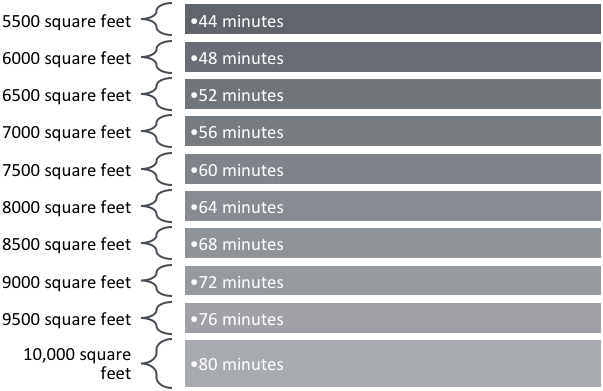 5500 square feet
•44 minutes
6000 square feet
•48 minutes
6500 square feet
•52 minutes
7000 square feet
•56 minutes
7500 square feet
•60 minutes
8000 square feet
•64 minutes
8500 square feet
•68 minutes
9000 square feet
•72 minutes
9500 square feet
•76 minutes
10,000 square
feet
•80 minutes